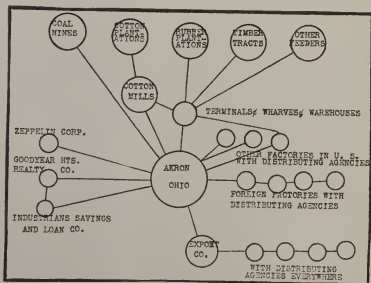 COAL
MINES
COTTON
PLANT-
ATIONS
RUBBER
PLANT-
ATIONS
TIMBER
TRACTS
OTHER
FEEDERS
COTTON
MILLS
TERMINALS& WHARVES& WAREHOUSES
ZEPPELIN CORP.
GOODYEAR HTS.
REALTY CO.
INDUSTRIANS SAVINGS
AND LOAN CO.
AKRON
OHIO
OTHER FACTORIES IN U. S.
WITH DISTRIBUTING AGENCIES
FOREIGN FACTORIES WITH
DISTRIBUTING AGENCIES
EXPORT
CO.
WITH DISTRIBUTING
AGENCIES EVERYWHERE